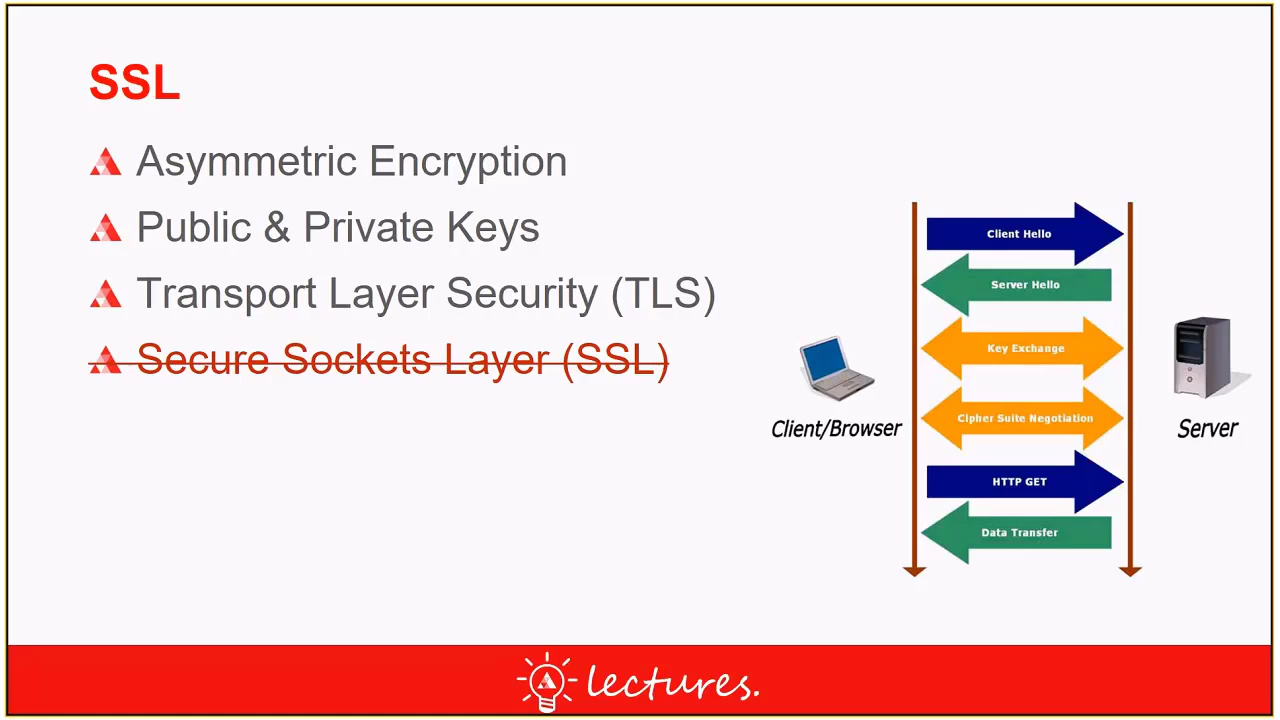 SSL
Asymmetric Encryption
Public & Private Keys
Transport Layer Security (TLS)
Secure Sockets Layer (SSL)
Client Hello
Server Hello
Key Exchange
Cipher Suite Negotiation
HTTP GET
Data Transfer
Client/Browser
Server
lectures.